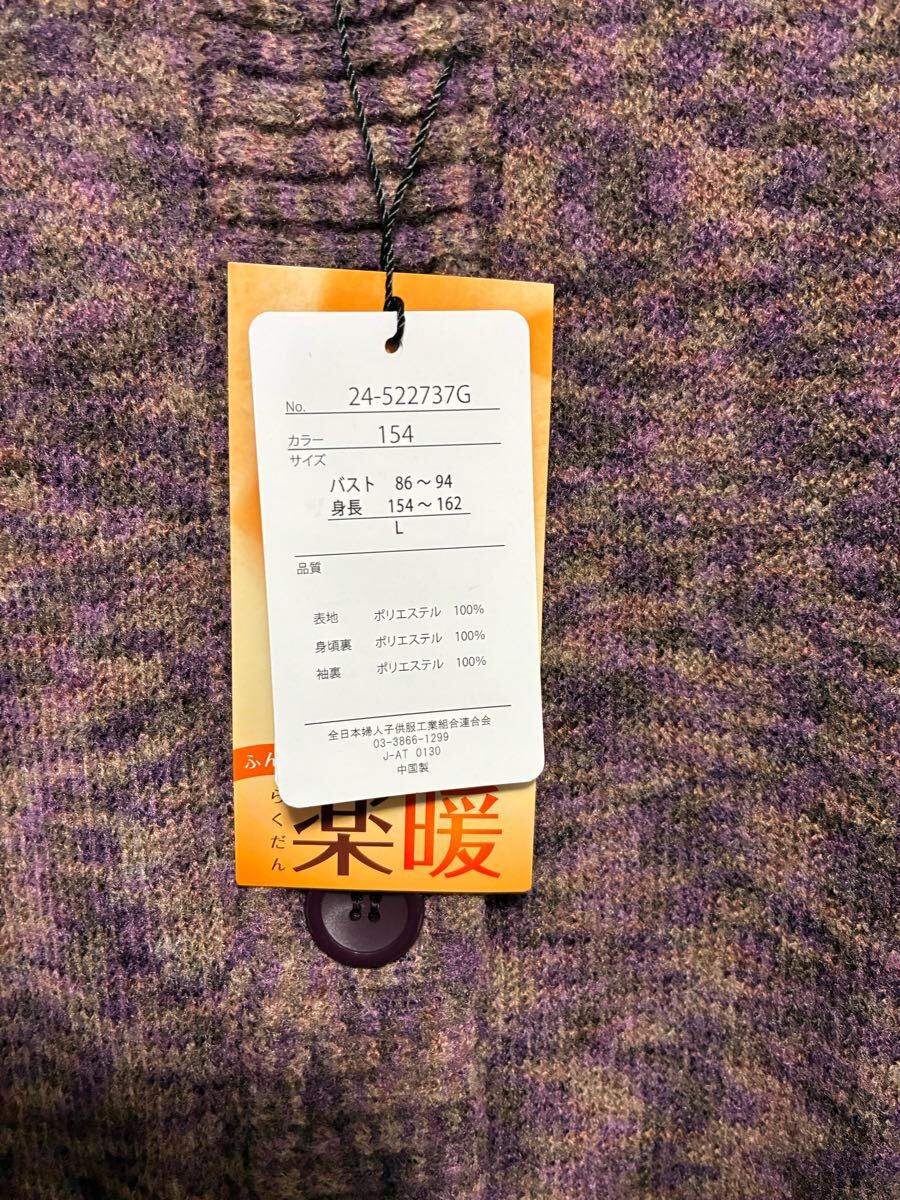 No. 24-522737G
カラー 154
サイズ
バスト 86～94
身長 154～162
L
品質
表地 ポリエステル 100%
身頃裏 ポリエステル 100%
袖裏 ポリエステル 100%
全日本婦人子供服工業組合連合会
03-3866-1299
J-AT 0130
中国製
ふん
らくだん
楽暖